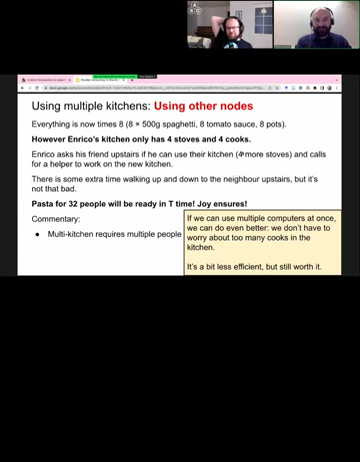 Using multiple kitchens: Using other nodes
Everything is now times 8 (8 × 500g spaghetti, 8 tomato sauce, 8 pots).
However Enrico's kitchen only has 4 stoves and 4 cooks.
Enrico asks his friend upstairs if he can use their kitchen (4 more stoves) and calls
for a helper to work on the new kitchen.
There is some extra time walking up and down to the neighbour upstairs, but it's
not that bad.
Pasta for 32 people will be ready in T time! Joy ensures!
Commentary:
● Multi-kitchen requires multiple people
If we can use multiple computers at once,
we can do even better: we don't have to
worry about too many cooks in the
kitchen.
It's a bit less efficient, but still worth it.